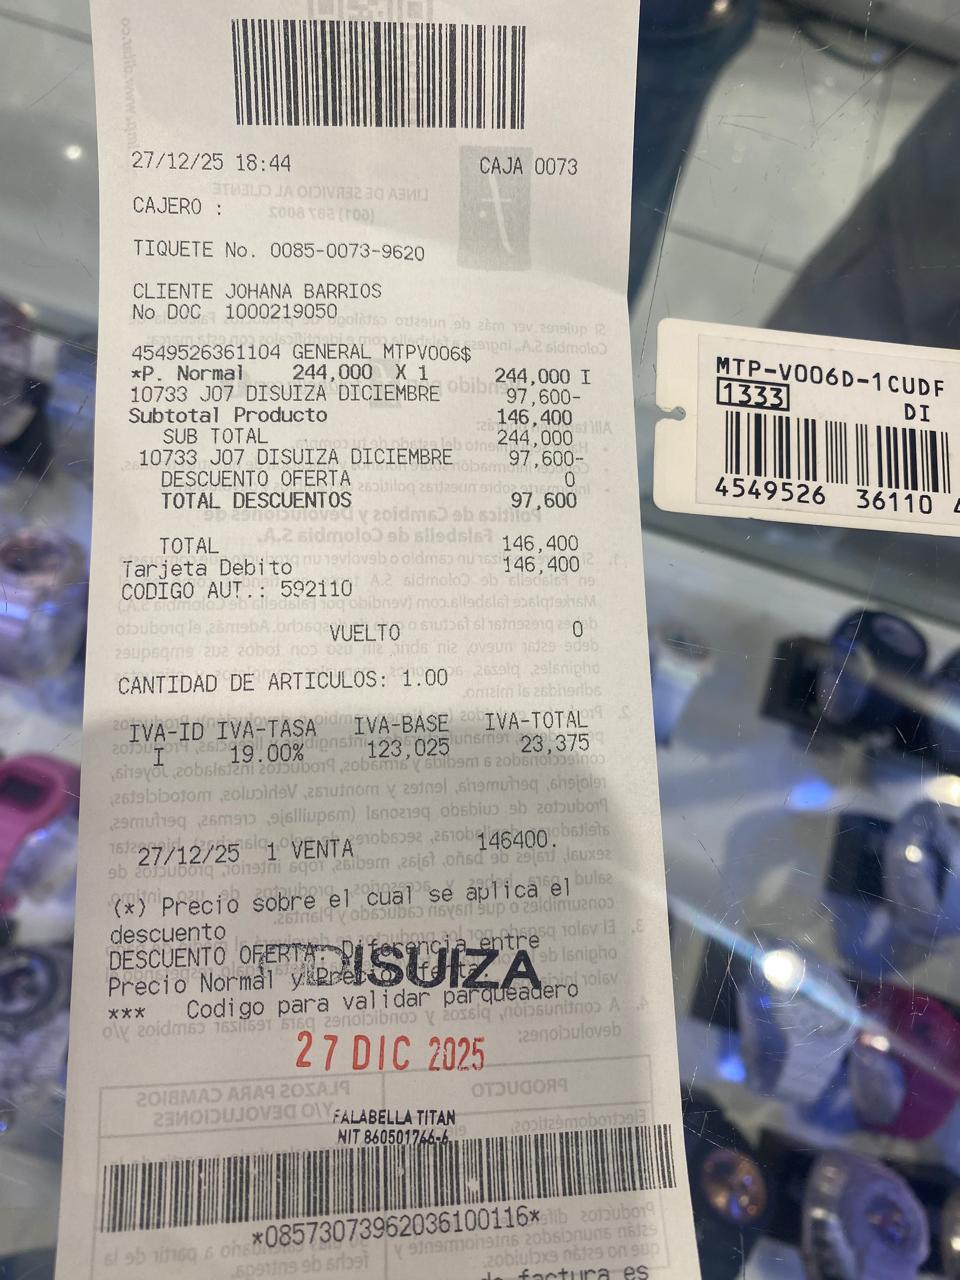 27/12/25 18:44 CAJA 0073
CAJERO :
TIQUETE No. 0085-0073-9620
CLIENTE JOHANA BARRIOS
No DOC 1000219050
4549526361104 GENERAL MTPV006$
*P. Normal 244,000 X 1 244,000 I
10733 J07 DISUIZA DICIEMBRE 97,600-
Subtotal Producto 146,400
SUB TOTAL 244,000
10733 J07 DISUIZA DICIEMBRE 97,600-
DESCUENTO OFERTA 0
TOTAL DESCUENTOS 97,600
TOTAL 146,400
Tarjeta Debito 146,400
CODIGO AUT.: 592110
VUELTO 0
CANTIDAD DE ARTICULOS: 1.00
IVA-ID IVA-TASA IVA-BASE IVA-TOTAL
I 19.00% 123,025 23,375
27/12/25 1 VENTA 146400.
(*) Precio sobre el cual se aplica el
descuento
DESCUENTO OFERTA: Diferencia entre
Precio Normal y Precio Oferta
DISUIZA
*** Codigo para validar parqueadero
27 DIC 2025
FALABELLA TITAN
NIT 860501766-6
*08573073962036100116*
factura es
MTP-V006D-1CUDF
1333 DI
4549526 36110